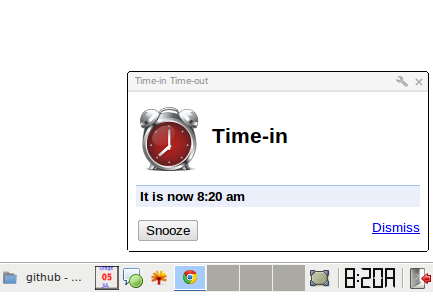 Time-in Time-out
Time-in
It is now 8:20 am
Snooze
Dismiss
github - ...
05
8:20A